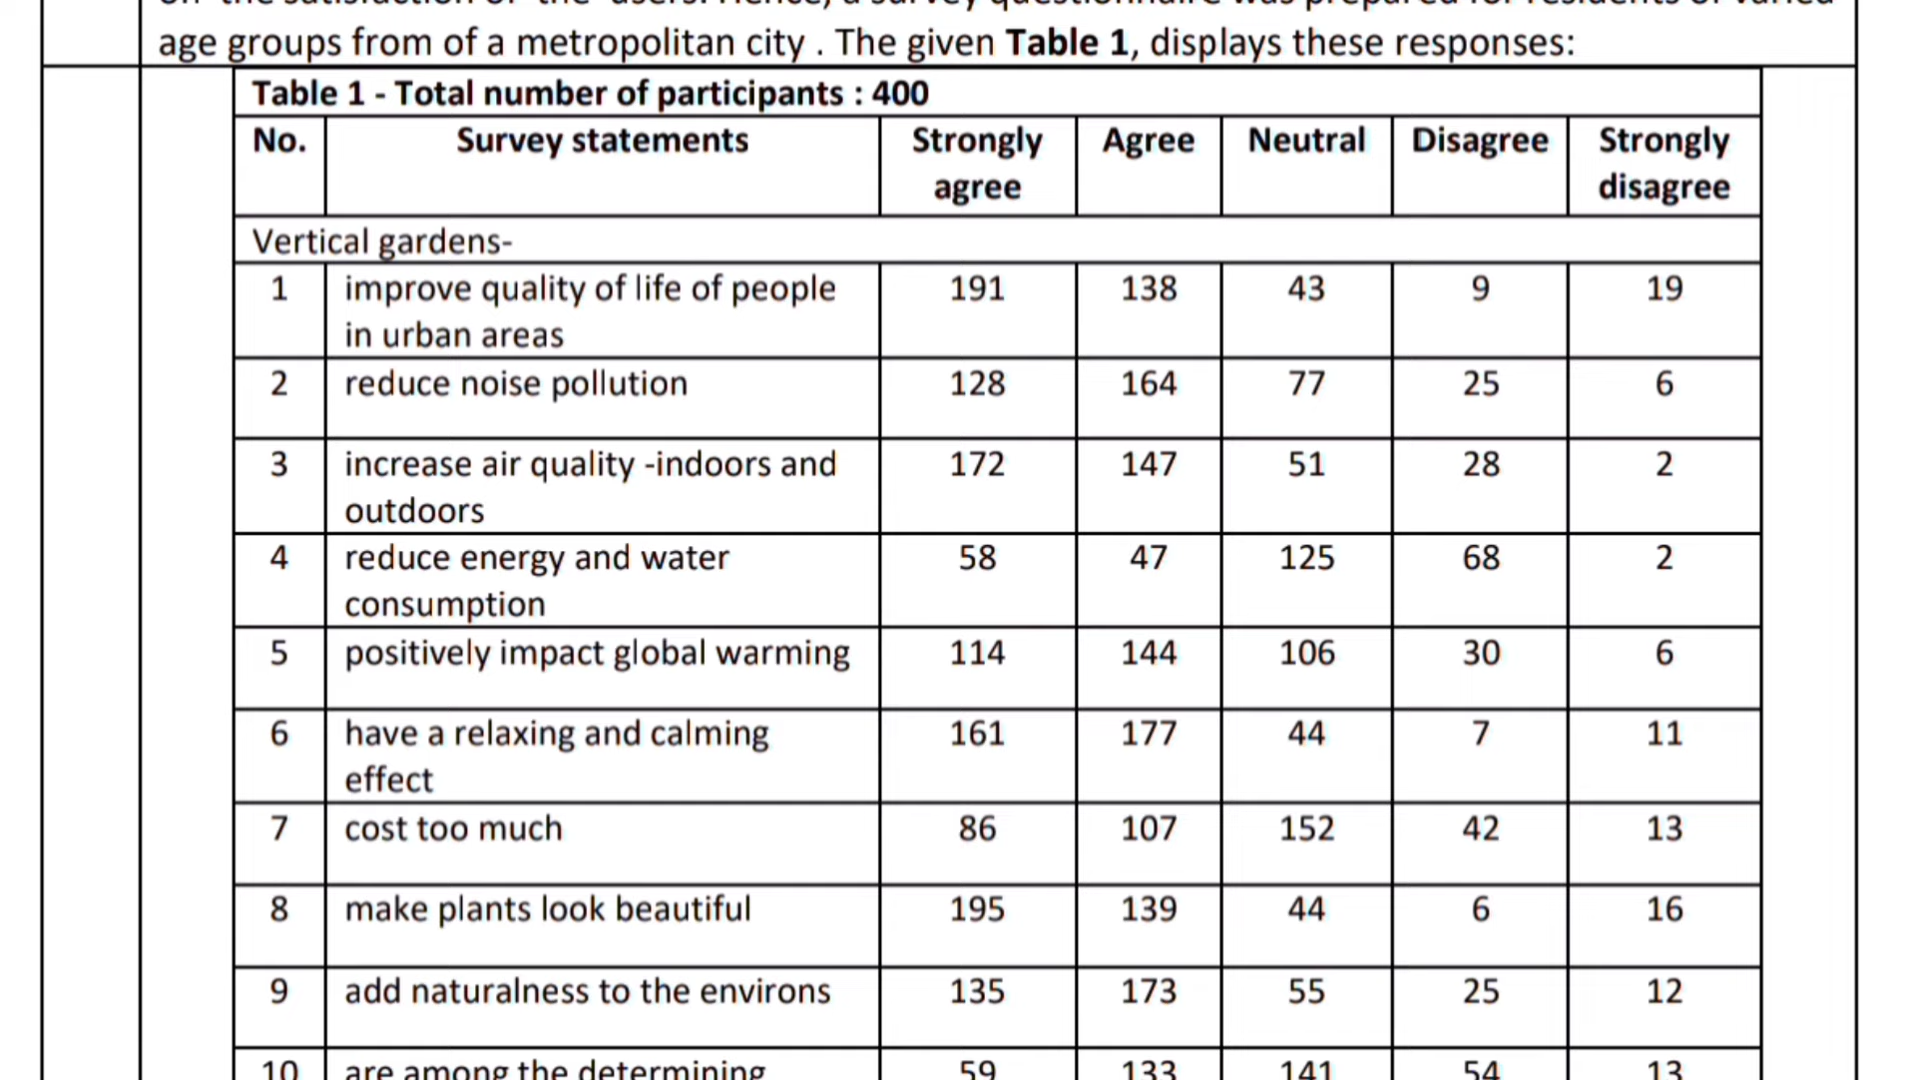 age groups from of a metropolitan city . The given Table 1, displays these responses:
Table 1 - Total number of participants : 400
No. Survey statements Strongly agree Agree Neutral Disagree Strongly disagree
Vertical gardens-
1 improve quality of life of people 191 138 43 9 19
in urban areas
2 reduce noise pollution 128 164 77 25 6
3 increase air quality -indoors and 172 147 51 28 2
outdoors
4 reduce energy and water 58 47 125 68 2
consumption
5 positively impact global warming 114 144 106 30 6
6 have a relaxing and calming 161 177 44 7 11
effect
7 cost too much 86 107 152 42 13
8 make plants look beautiful 195 139 44 6 16
9 add naturalness to the environs 135 173 55 25 12
10 are among the determining 59 133 141 54 13